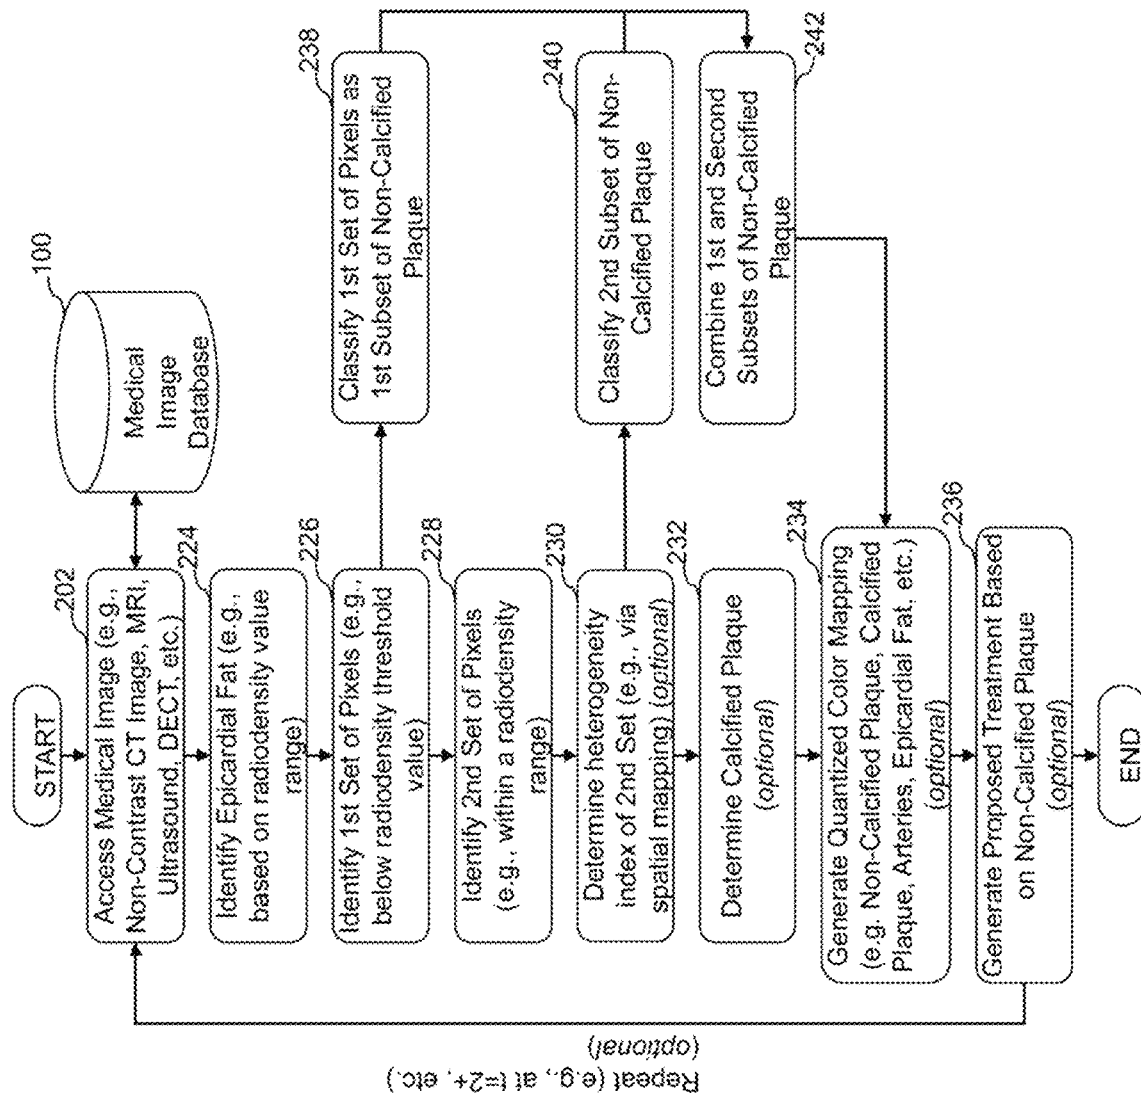 START
202
Access Medical Image (e.g.,
Non-Contrast CT Image, MRI,
Ultrasound, DECT, etc.)
100
Medical
Image
Database
224
Identify Epicardial Fat (e.g.,
based on radiodensity value
range)
226
Identify 1st Set of Pixels (e.g.,
below radiodensity threshold
value)
238
Classify 1st Set of Pixels as
1st Subset of Non-Calcified
Plaque
228
Identify 2nd Set of Pixels
(e.g., within a radiodensity
range)
230
Determine heterogeneity
index of 2nd Set (e.g., via
spatial mapping) (optional)
240
Classify 2nd Subset of Non-
Calcified Plaque
232
Determine Calcified Plaque
(optional)
242
Combine 1st and Second
Subsets of Non-Calcified
Plaque
234
Generate Quantized Color Mapping
(e.g. Non-Calcified Plaque, Calcified
Plaque, Arteries, Epicardial Fat, etc.)
(optional)
236
Generate Proposed Treatment Based
on Non-Calcified Plaque
(optional)
END
Repeat (e.g., at t=2+, etc.)
(optional)